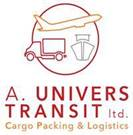 A. UNIVERS
TRANSIT ltd.
Cargo Packing & Logistics